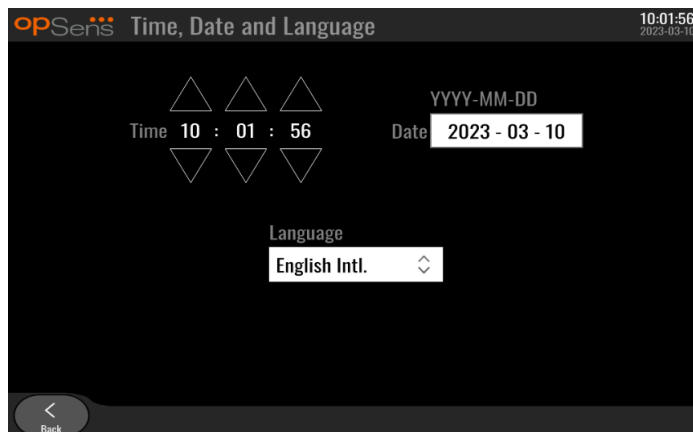 opSens Time, Date and Language 10:01:56
2023-03-10
YYYY-MM-DD
Time 10 : 01 : 56 Date 2023 - 03 - 10
Language
English Intl.
Back